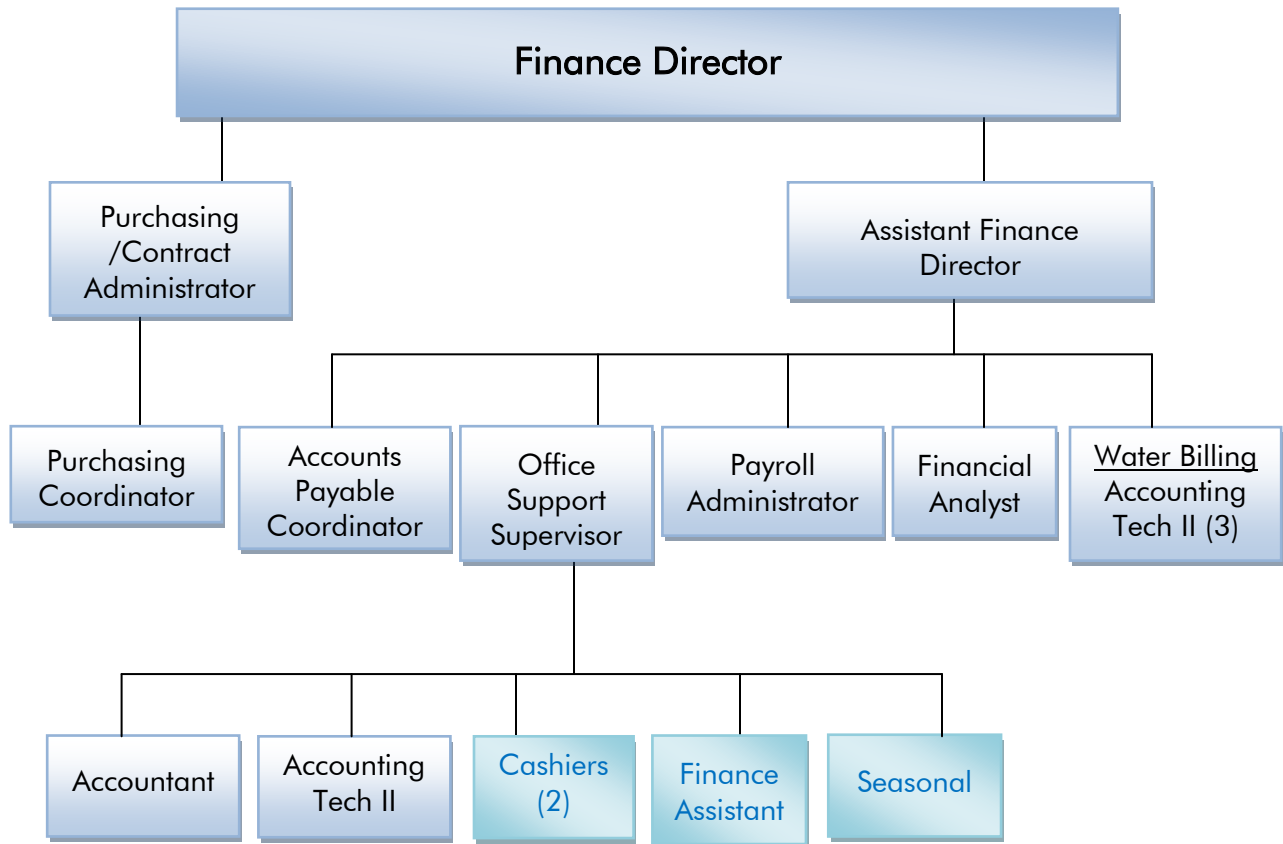 Finance Director
Purchasing
/Contract
Administrator
Assistant Finance
Director
Purchasing
Coordinator
Accounts
Payable
Coordinator
Office
Support
Supervisor
Payroll
Administrator
Financial
Analyst
Water Billing
Accounting
Tech II (3)
Accountant
Accounting
Tech II
Cashiers
(2)
Finance
Assistant
Seasonal